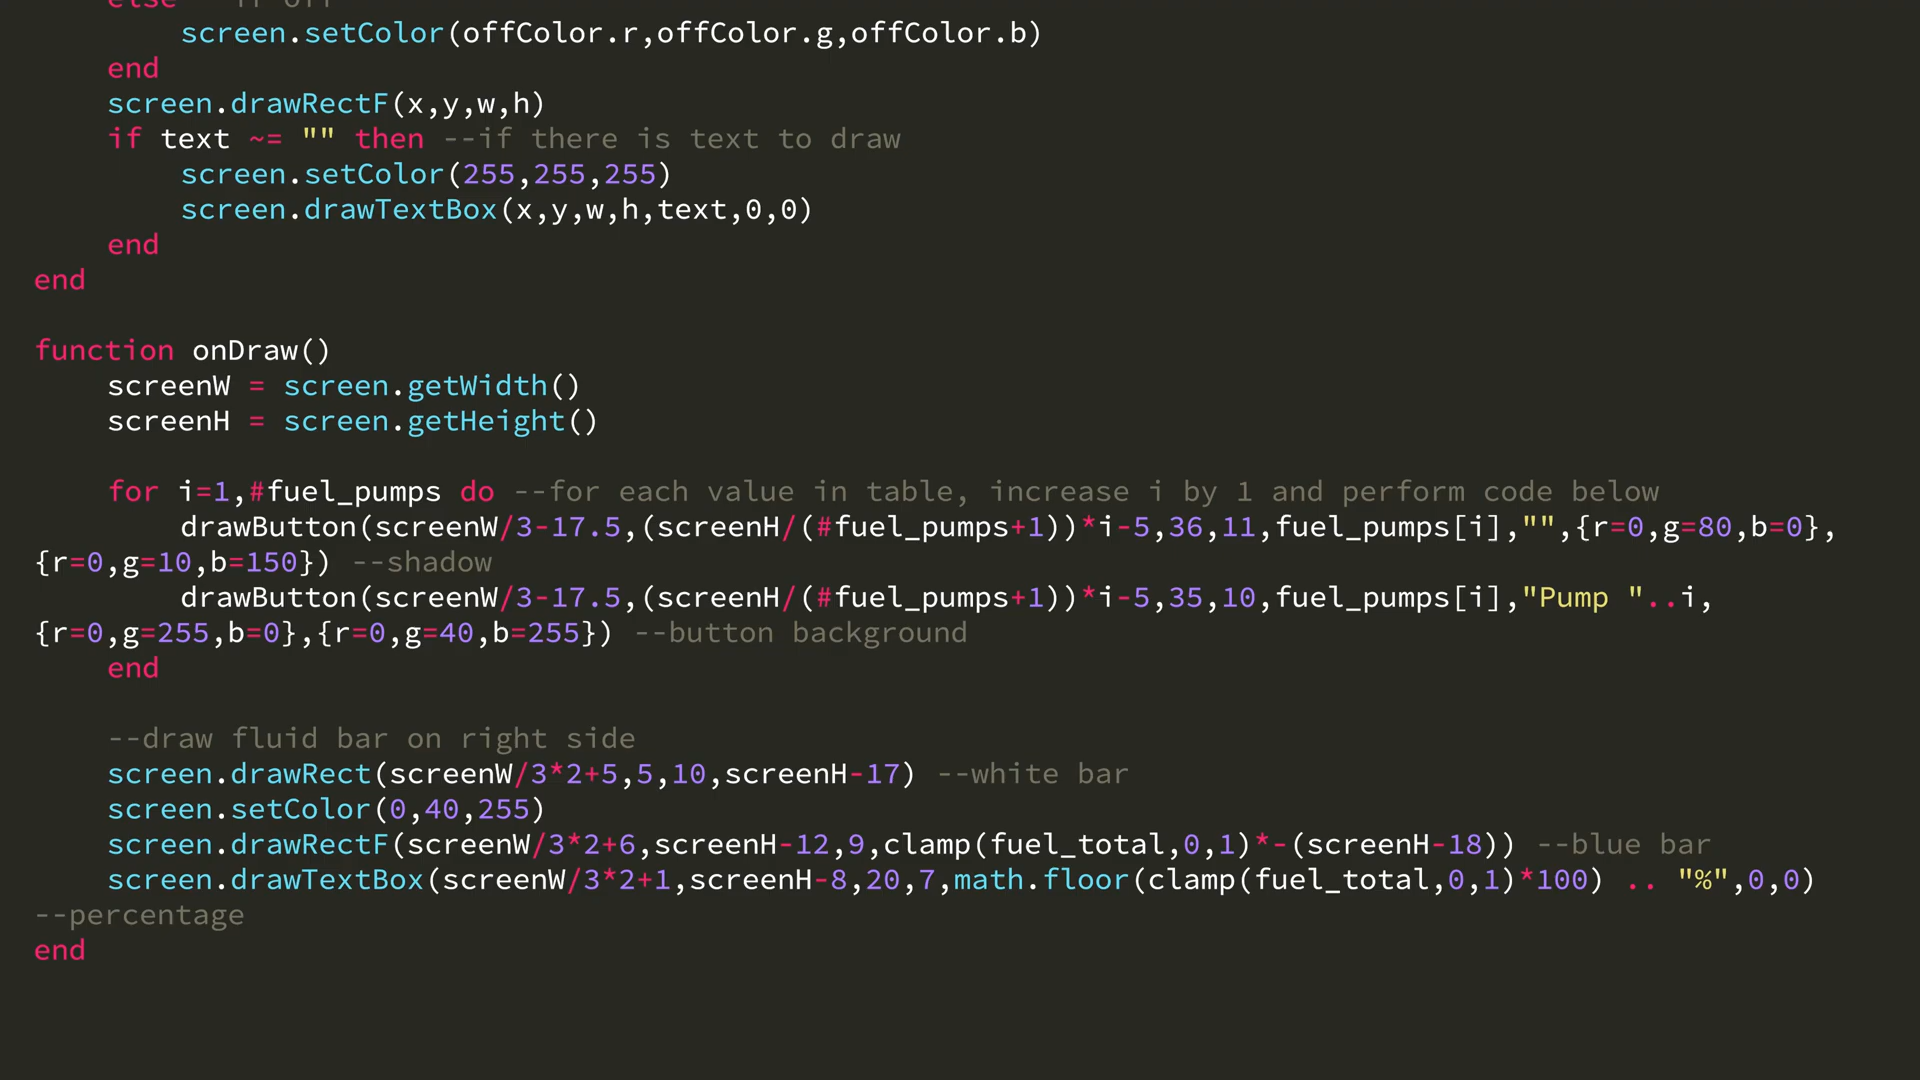 else --if off
screen.setColor(offColor.r,offColor.g,offColor.b)
end
screen.drawRectF(x,y,w,h)
if text ~= "" then --if there is text to draw
screen.setColor(255,255,255)
screen.drawTextBox(x,y,w,h,text,0,0)
end
end
function onDraw()
screenW = screen.getWidth()
screenH = screen.getHeight()
for i=1,#fuel_pumps do --for each value in table, increase i by 1 and perform code below
drawButton(screenW/3-17.5,(screenH/(#fuel_pumps+1))*i-5,36,11,fuel_pumps[i],"",{r=0,g=80,b=0},
{r=0,g=10,b=150}) --shadow
drawButton(screenW/3-17.5,(screenH/(#fuel_pumps+1))*i-5,35,10,fuel_pumps[i],"Pump "..i,
{r=0,g=255,b=0},{r=0,g=40,b=255}) --button background
end
--draw fluid bar on right side
screen.drawRect(screenW/3*2+5,5,10,screenH-17) --white bar
screen.setColor(0,40,255)
screen.drawRectF(screenW/3*2+6,screenH-12,9,clamp(fuel_total,0,1)*-(screenH-18)) --blue bar
screen.drawTextBox(screenW/3*2+1,screenH-8,20,7,math.floor(clamp(fuel_total,0,1)*100) .. "%",0,0)
--percentage
end